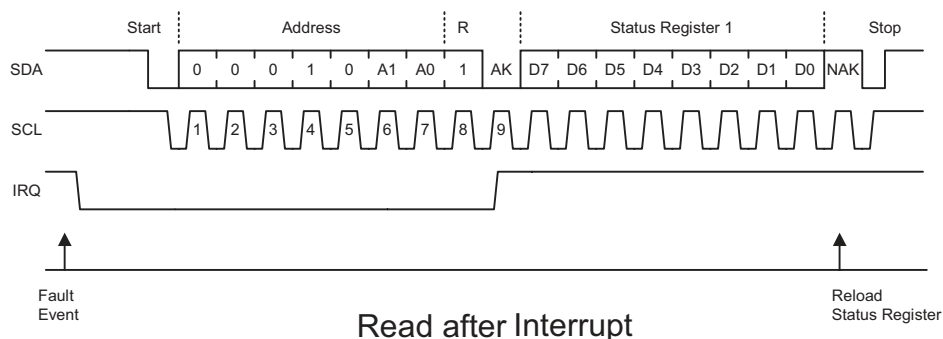 Start Address R Status Register 1 Stop
SDA 0 0 0 1 0 A1 A0 1 AK D7 D6 D5 D4 D3 D2 D1 D0 NAK
SCL 1 2 3 4 5 6 7 8 9
IRQ
Fault
Event
Reload
Status Register
Read after Interrupt